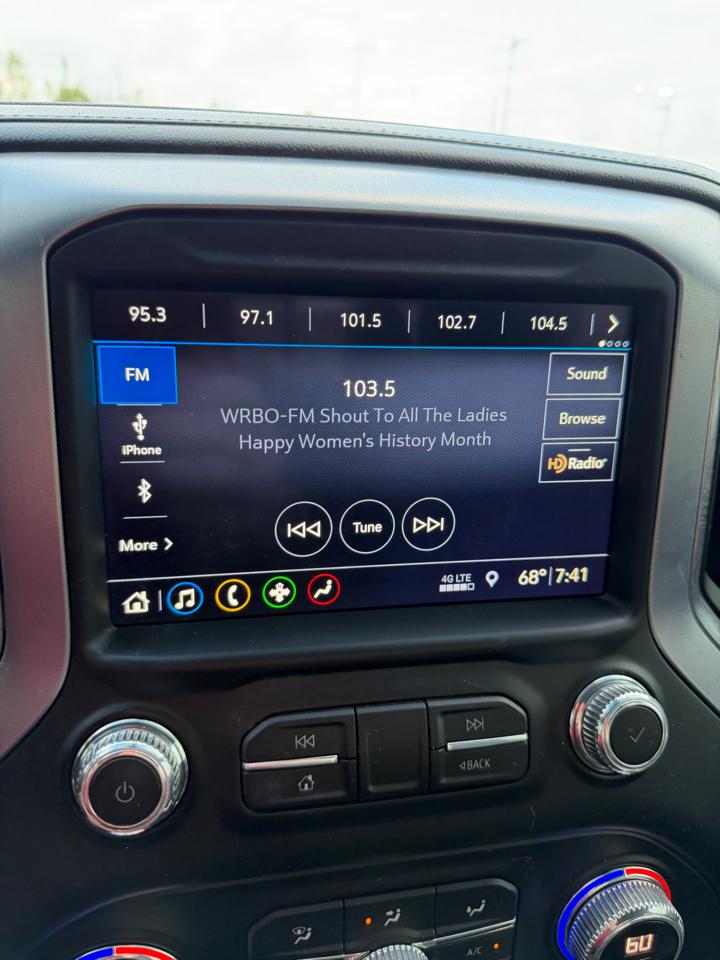 95.3 97.1 101.5 102.7 104.5
FM
103.5
Sound
WRBO-FM Shout To All The Ladies
Happy Women's History Month
Browse
iPhone
HD Radio
Tune
More
4G LTE
68° 7:41
BACK
A/C
60